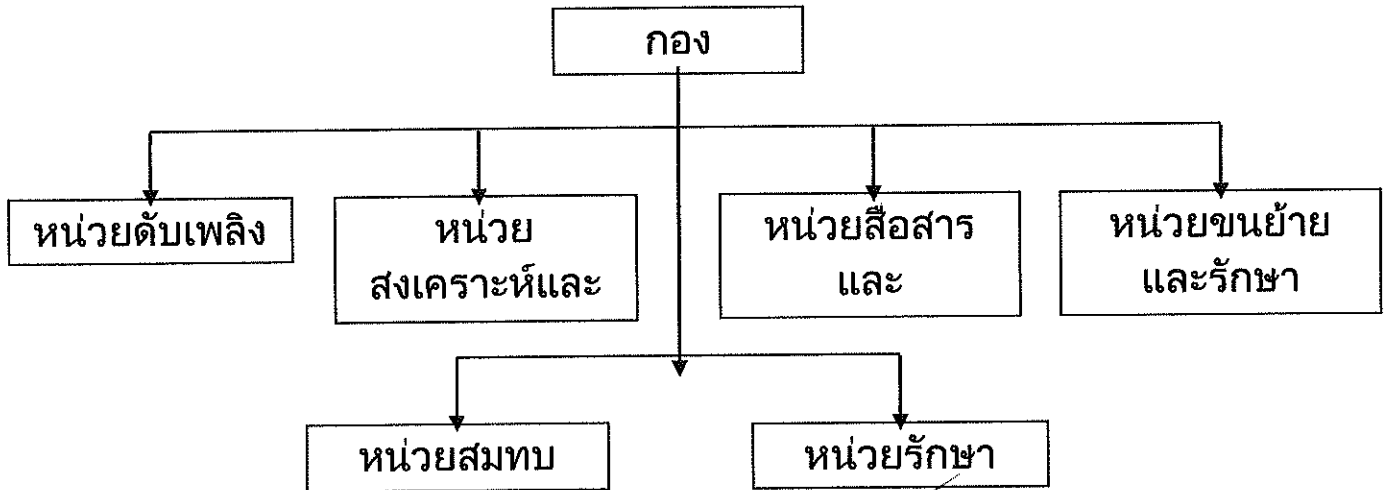 กอง
หน่วยดับเพลิง
หน่วย
สงเคราะห์และ
หน่วยสื่อสาร
และ
หน่วยขนย้าย
และรักษา
หน่วยสมทบ
หน่วยรักษา